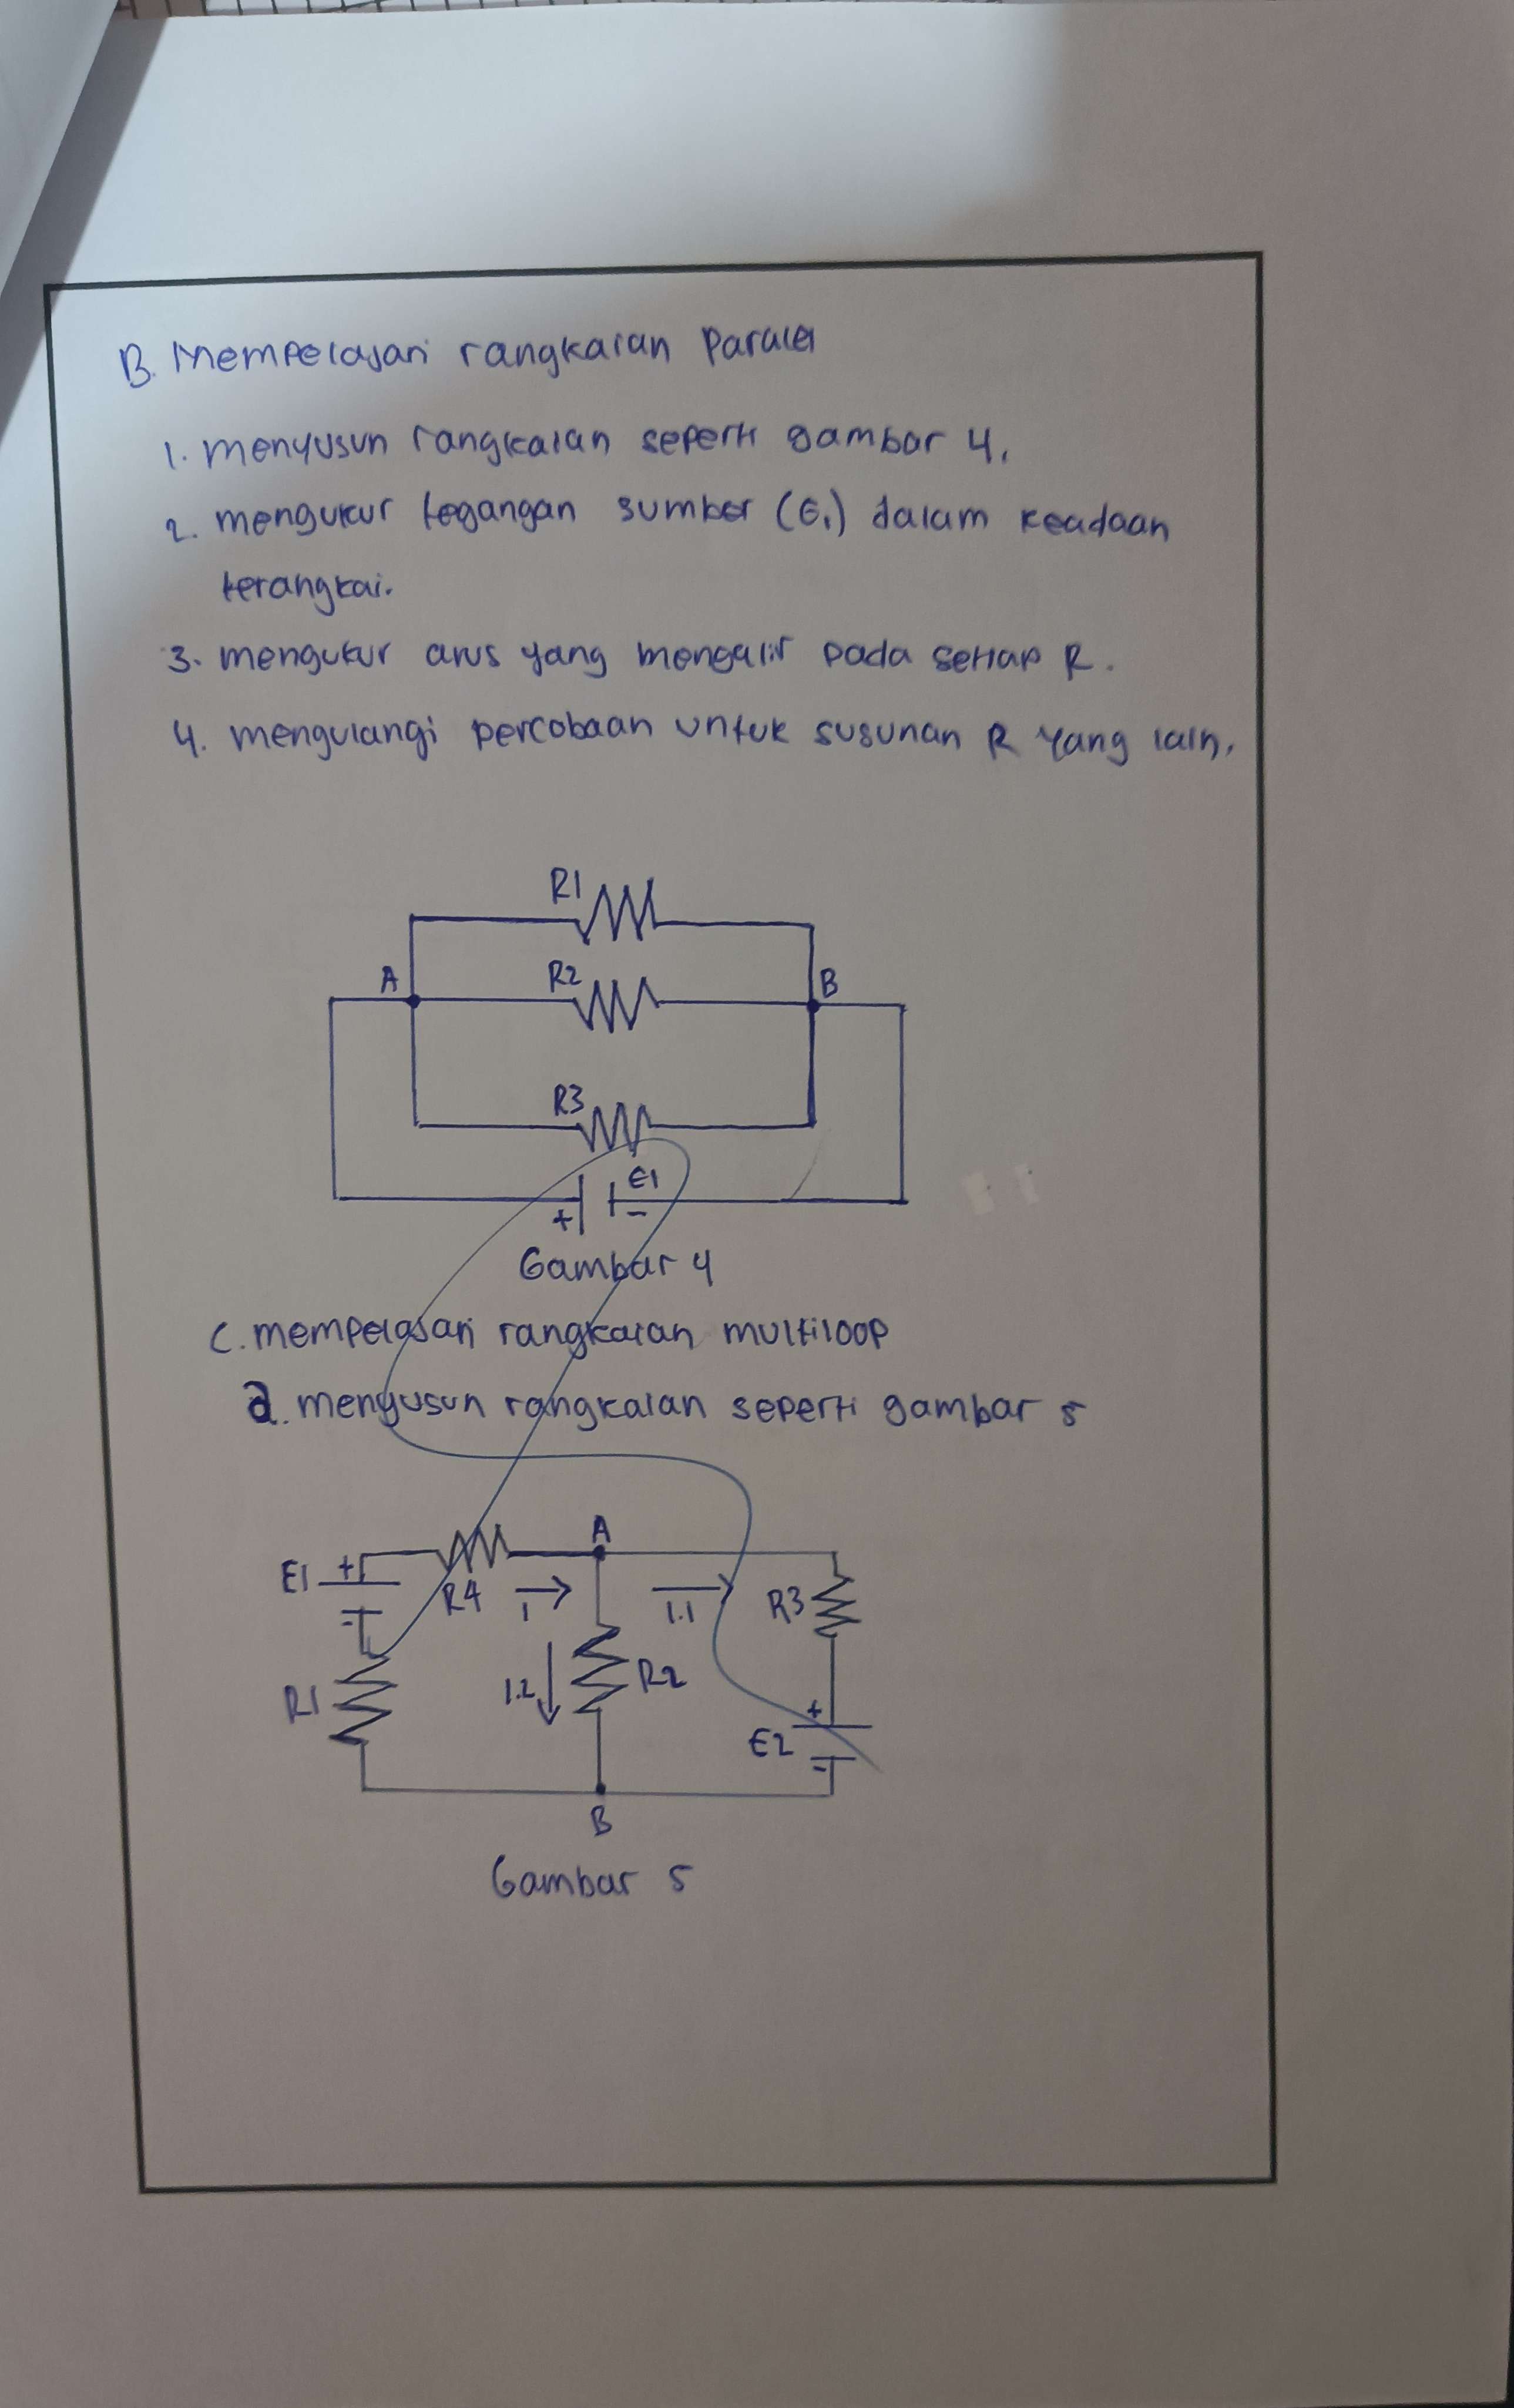 B. Mempelajari rangkaian Paralel
1. menyusun rangkaian seperti gambar 4.
2. mengukur tegangan sumber (E1) dalam keadaan
terangkai.
3. mengukur arus yang mengalir pada setiap R.
4. mengulangi percobaan untuk susunan R yang lain.
R1
A R2 B
R3
E1
+ -
Gambar 4
C. mempelajari rangkaian multiloop
a. menyusun rangkaian seperti gambar 5
A
E1 + R4 I I.1 R3
-
R1 I.2 R2
+
E2
-
B
Gambar 5